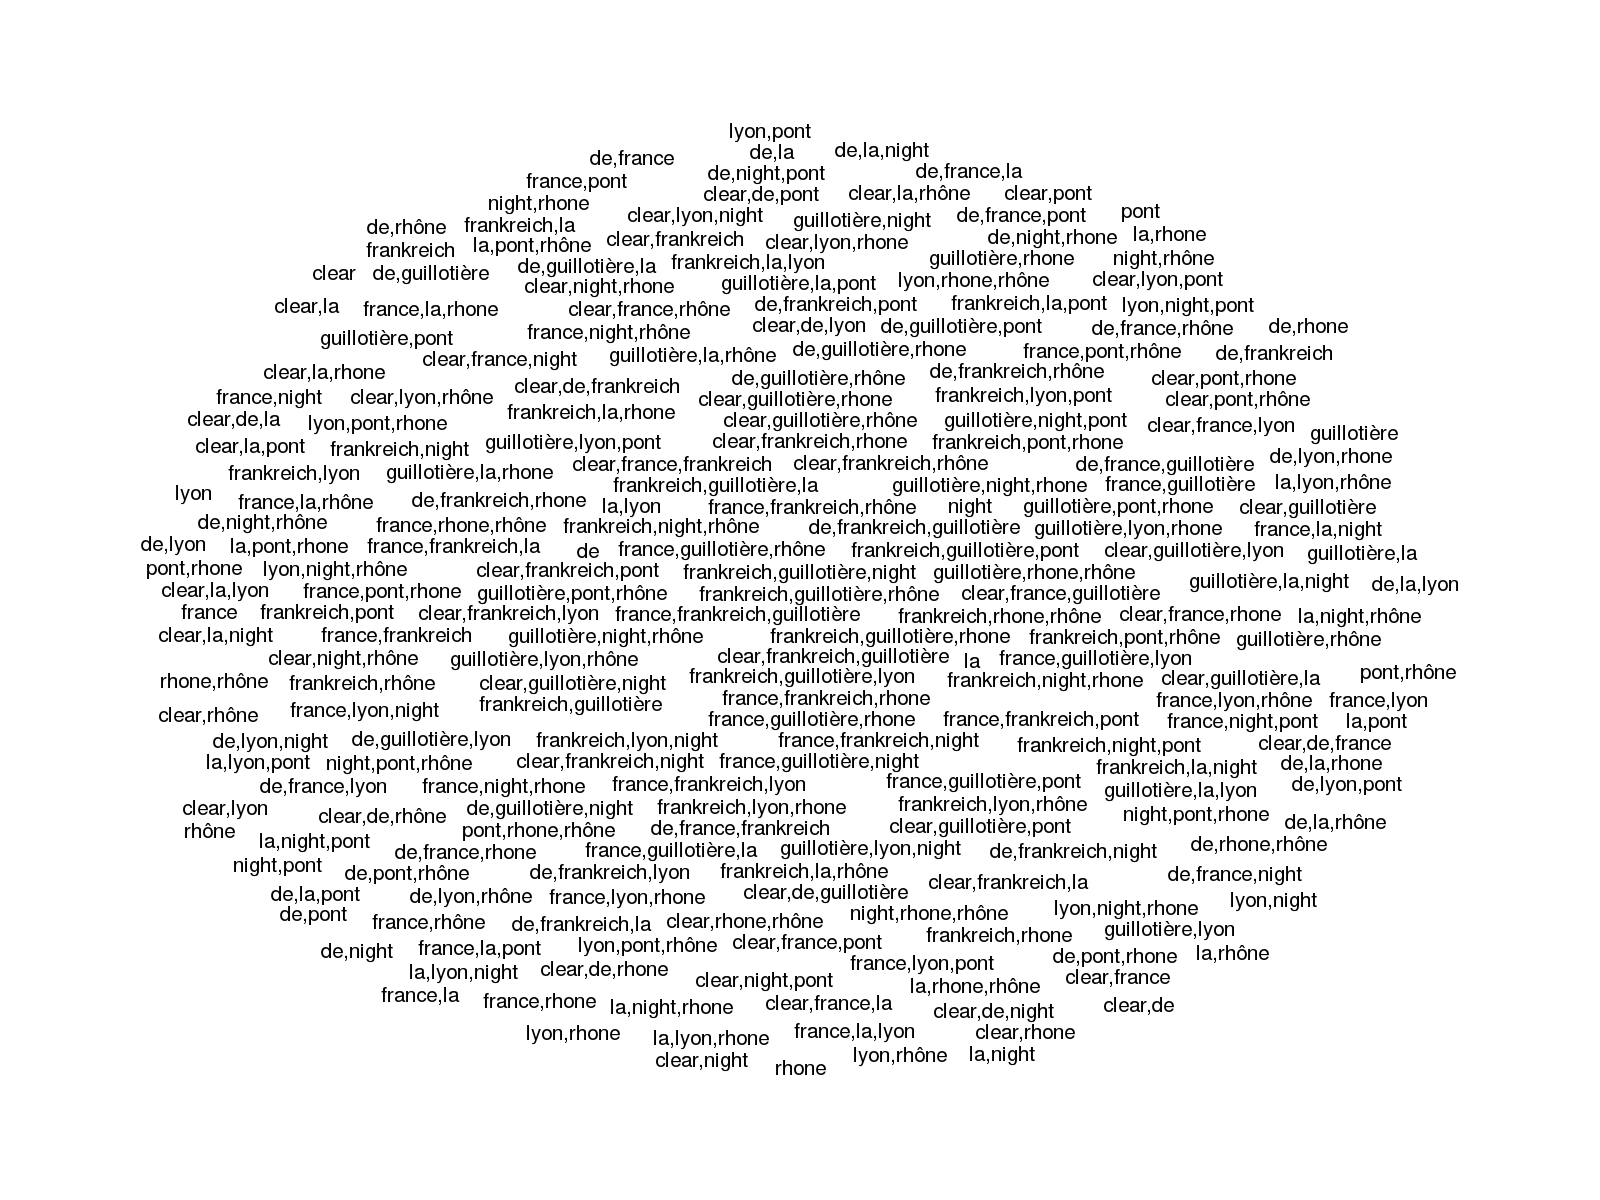 lyon,pont
de,france de,la de,la,night
france,pont de,night,pont de,france,la
night,rhone clear,de,pont clear,la,rhône clear,pont
de,rhône frankreich,la clear,lyon,night guillotière,night de,france,pont pont
frankreich la,pont,rhône clear,frankreich clear,lyon,rhone de,night,rhone la,rhone
clear de,guillotière de,guillotière,la frankreich,la,lyon guillotière,rhone night,rhône
clear,night,rhone guillotière,la,pont lyon,rhone,rhône clear,lyon,pont
clear,la france,la,rhone clear,france,rhône de,frankreich,pont frankreich,la,pont lyon,night,pont
guillotière,pont france,night,rhône clear,de,lyon de,guillotière,pont de,france,rhône de,rhone
clear,france,night guillotière,la,rhône de,guillotière,rhone france,pont,rhône de,frankreich
clear,la,rhone clear,de,frankreich de,guillotière,rhône de,frankreich,rhône clear,pont,rhone
france,night clear,lyon,rhône clear,guillotière,rhone frankreich,lyon,pont clear,pont,rhône
clear,de,la lyon,pont,rhone frankreich,la,rhone clear,guillotière,rhône guillotière,night,pont clear,france,lyon guillotière
clear,la,pont frankreich,night guillotière,lyon,pont clear,frankreich,rhone frankreich,pont,rhone
frankreich,lyon guillotière,la,rhone clear,france,frankreich clear,frankreich,rhône de,france,guillotière de,lyon,rhone
lyon france,la,rhône de,frankreich,rhone frankreich,guillotière,la guillotière,night,rhone france,guillotière la,lyon,rhône
la,lyon france,frankreich,rhône night guillotière,pont,rhone clear,guillotière
de,night,rhône france,rhone,rhône frankreich,night,rhône de,frankreich,guillotière guillotière,lyon,rhone france,la,night
de,lyon la,pont,rhone france,frankreich,la de france,guillotière,rhône frankreich,guillotière,pont clear,guillotière,lyon guillotière,la
pont,rhone lyon,night,rhône clear,frankreich,pont frankreich,guillotière,night guillotière,rhone,rhône guillotière,la,night de,la,lyon
clear,la,lyon france,pont,rhone guillotière,pont,rhône frankreich,guillotière,rhône clear,france,guillotière
france frankreich,pont clear,frankreich,lyon france,frankreich,guillotière frankreich,rhone,rhône clear,france,rhone la,night,rhône
clear,la,night france,frankreich guillotière,night,rhône frankreich,guillotière,rhone frankreich,pont,rhône guillotière,rhône
clear,night,rhône guillotière,lyon,rhône clear,frankreich,guillotière la france,guillotière,lyon
rhone,rhône frankreich,rhône clear,guillotière,night frankreich,guillotière,lyon frankreich,night,rhone clear,guillotière,la pont,rhône
clear,rhône france,lyon,night frankreich,guillotière france,frankreich,rhone france,lyon,rhône france,lyon
france,guillotière,rhone france,frankreich,pont france,night,pont la,pont
de,lyon,night de,guillotière,lyon frankreich,lyon,night france,frankreich,night frankreich,night,pont clear,de,france
la,lyon,pont night,pont,rhône clear,frankreich,night france,guillotière,night frankreich,la,night de,la,rhone
de,france,lyon france,night,rhone france,frankreich,lyon france,guillotière,pont guillotière,la,lyon de,lyon,pont
clear,lyon clear,de,rhône de,guillotière,night frankreich,lyon,rhone frankreich,lyon,rhône night,pont,rhone
rhône pont,rhone,rhône de,france,frankreich clear,guillotière,pont de,la,rhône
la,night,pont de,france,rhone france,guillotière,la guillotière,lyon,night de,frankreich,night de,rhone,rhône
night,pont de,pont,rhône de,frankreich,lyon frankreich,la,rhône clear,frankreich,la de,france,night
de,la,pont de,lyon,rhône france,lyon,rhone clear,de,guillotière lyon,night,rhone lyon,night
de,pont france,rhône de,frankreich,la clear,rhone,rhône night,rhone,rhône frankreich,rhone guillotière,lyon
de,night france,la,pont lyon,pont,rhône clear,france,pont de,pont,rhone la,rhône
la,lyon,night clear,de,rhone clear,night,pont france,lyon,pont clear,france
france,la france,rhone la,night,rhone clear,france,la la,rhone,rhône clear,de
lyon,rhone la,lyon,rhone france,la,lyon clear,de,night clear,rhone
clear,night rhone lyon,rhône la,night